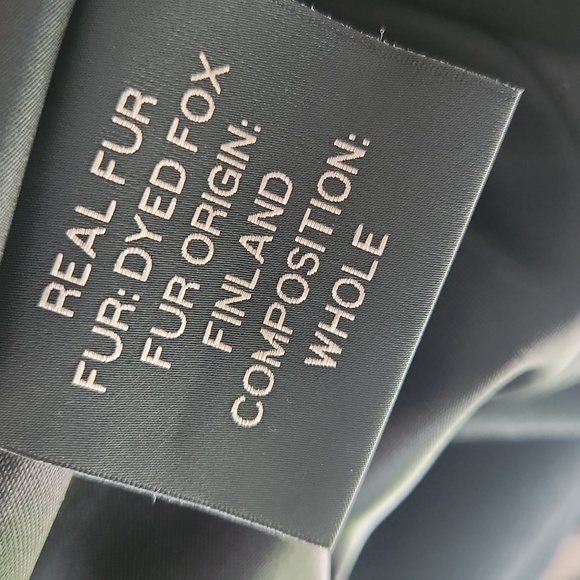 REAL FUR
FUR: DYED FOX
FUR ORIGIN:
FINLAND
COMPOSITION:
WHOLE